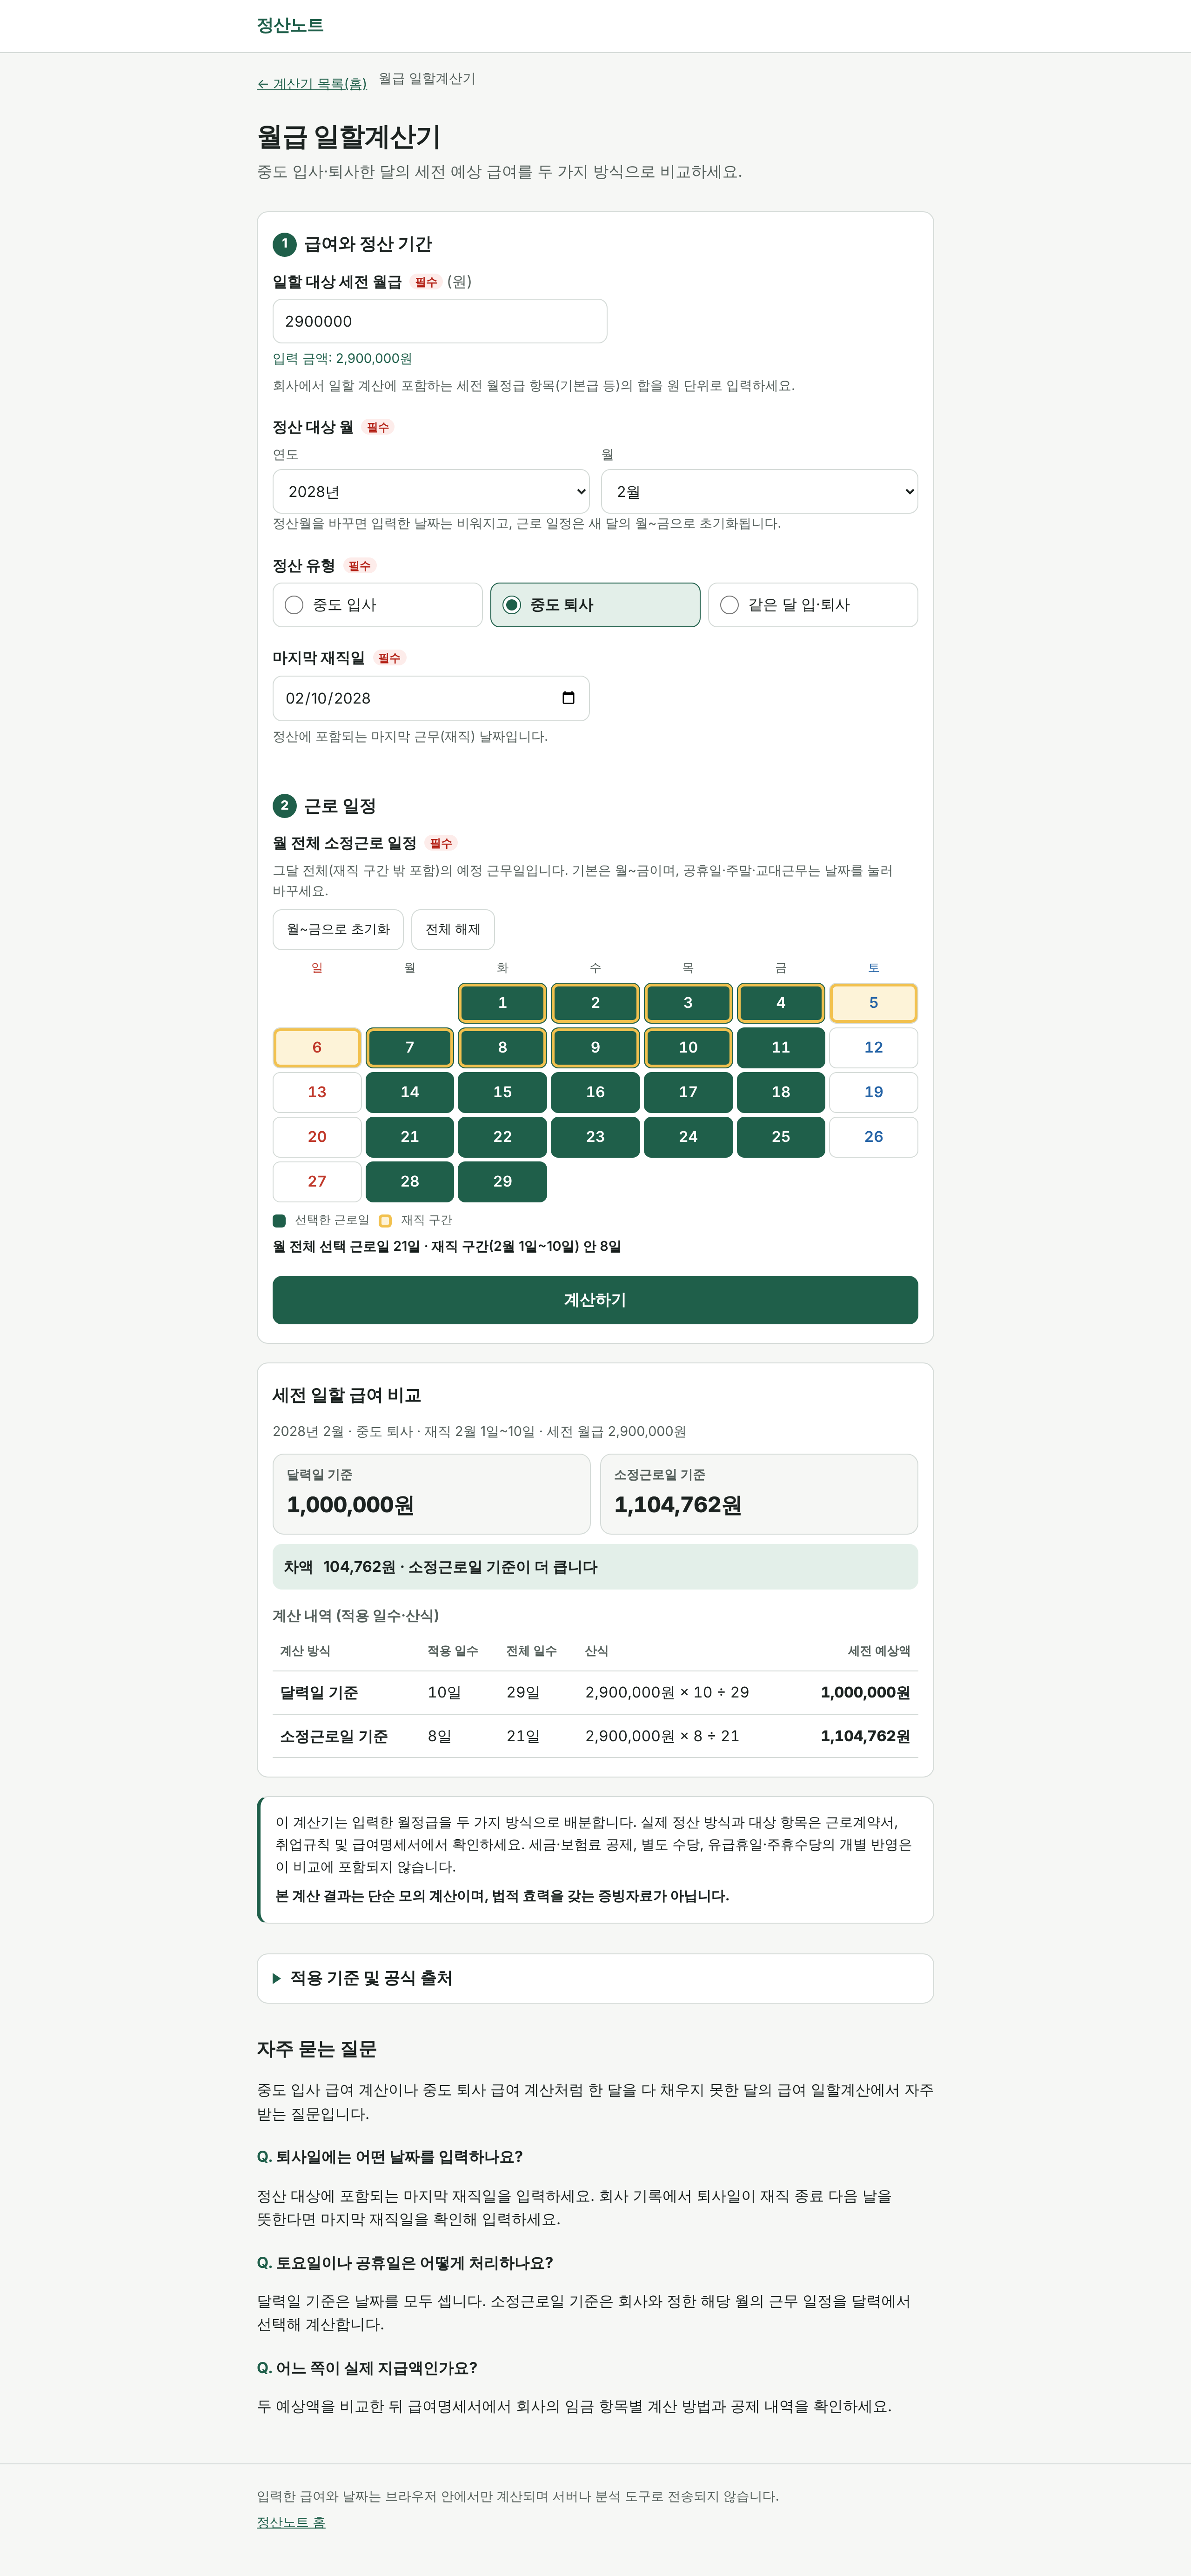 정산노트
← 계산기 목록(홈) 월급 일할계산기
월급 일할계산기
중도 입사·퇴사한 달의 세전 예상 급여를 두 가지 방식으로 비교하세요.
1 급여와 정산 기간
일할 대상 세전 월급 필수 (원)
2900000
입력 금액: 2,900,000원
회사에서 일할 계산에 포함하는 세전 월정급 항목(기본급 등)의 합을 원 단위로 입력하세요.
정산 대상 월 필수
연도 월
2028년 2월
정산월을 바꾸면 입력한 날짜는 비워지고, 근로 일정은 새 달의 월~금으로 초기화됩니다.
정산 유형 필수
중도 입사 중도 퇴사 같은 달 입·퇴사
마지막 재직일 필수
02/10/2028
정산에 포함되는 마지막 근무(재직) 날짜입니다.
2 근로 일정
월 전체 소정근로 일정 필수
그달 전체(재직 구간 밖 포함)의 예정 근무일입니다. 기본은 월~금이며, 공휴일·주말·교대근무는 날짜를 눌러
바꾸세요.
월~금으로 초기화 전체 해제
일 월 화 수 목 금 토
1 2 3 4 5
6 7 8 9 10 11 12
13 14 15 16 17 18 19
20 21 22 23 24 25 26
27 28 29
선택한 근로일 재직 구간
월 전체 선택 근로일 21일 · 재직 구간(2월 1일~10일) 안 8일
계산하기
세전 일할 급여 비교
2028년 2월 · 중도 퇴사 · 재직 2월 1일~10일 · 세전 월급 2,900,000원
달력일 기준 소정근로일 기준
1,000,000원 1,104,762원
차액 104,762원 · 소정근로일 기준이 더 큽니다
계산 내역 (적용 일수·산식)
계산 방식 적용 일수 전체 일수 산식 세전 예상액
달력일 기준 10일 29일 2,900,000원 × 10 ÷ 29 1,000,000원
소정근로일 기준 8일 21일 2,900,000원 × 8 ÷ 21 1,104,762원
이 계산기는 입력한 월정급을 두 가지 방식으로 배분합니다. 실제 정산 방식과 대상 항목은 근로계약서,
취업규칙 및 급여명세서에서 확인하세요. 세금·보험료 공제, 별도 수당, 유급휴일·주휴수당의 개별 반영은
이 비교에 포함되지 않습니다.
본 계산 결과는 단순 모의 계산이며, 법적 효력을 갖는 증빙자료가 아닙니다.
적용 기준 및 공식 출처
자주 묻는 질문
중도 입사 급여 계산이나 중도 퇴사 급여 계산처럼 한 달을 다 채우지 못한 달의 급여 일할계산에서 자주
받는 질문입니다.
Q. 퇴사일에는 어떤 날짜를 입력하나요?
정산 대상에 포함되는 마지막 재직일을 입력하세요. 회사 기록에서 퇴사일이 재직 종료 다음 날을
뜻한다면 마지막 재직일을 확인해 입력하세요.
Q. 토요일이나 공휴일은 어떻게 처리하나요?
달력일 기준은 날짜를 모두 셉니다. 소정근로일 기준은 회사와 정한 해당 월의 근무 일정을 달력에서
선택해 계산합니다.
Q. 어느 쪽이 실제 지급액인가요?
두 예상액을 비교한 뒤 급여명세서에서 회사의 임금 항목별 계산 방법과 공제 내역을 확인하세요.
입력한 급여와 날짜는 브라우저 안에서만 계산되며 서버나 분석 도구로 전송되지 않습니다.
정산노트 홈